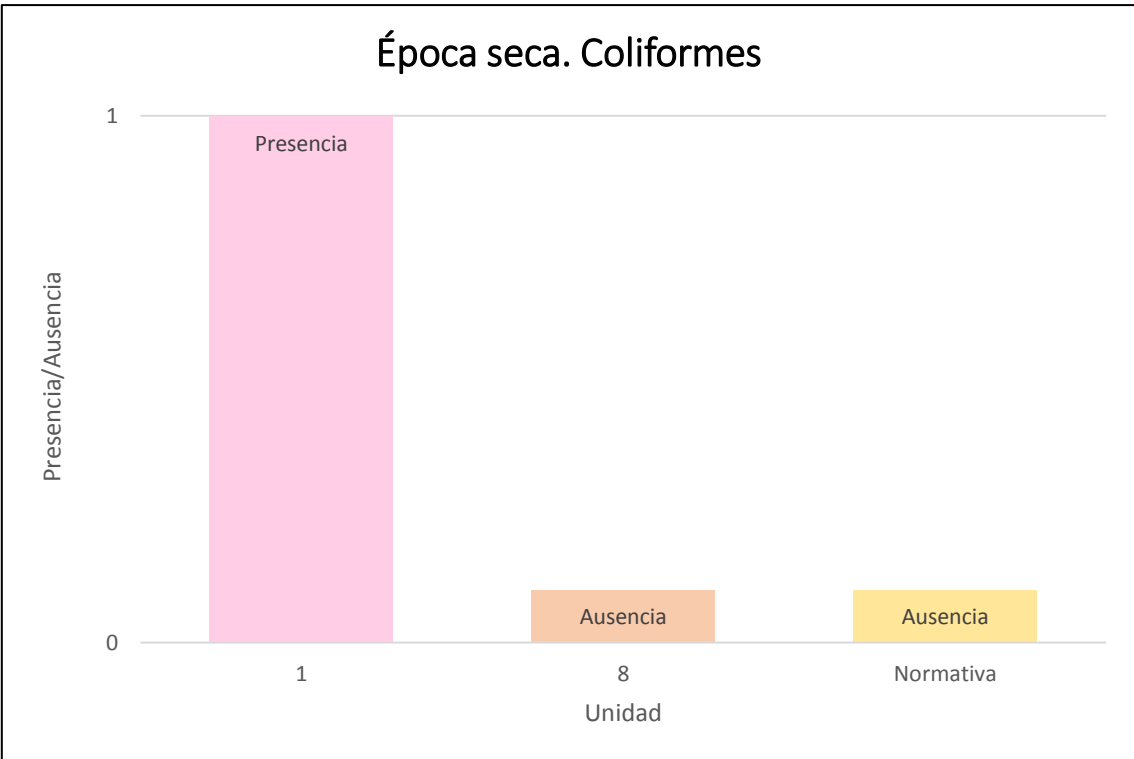 Época seca. Coliformes
1
Presencia
Presencia/Ausencia
Ausencia
Ausencia
0
1
8
Normativa
Unidad